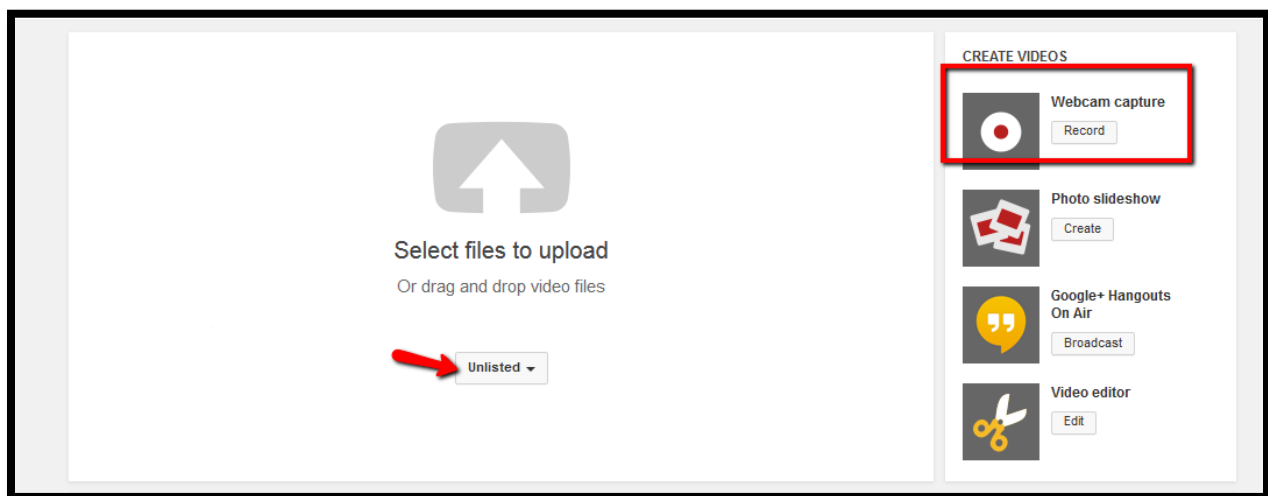 Select files to upload
Or drag and drop video files
Unlisted
CREATE VIDEOS
Webcam capture
Record
Photo slideshow
Create
Google+ Hangouts
On Air
Broadcast
Video editor
Edit